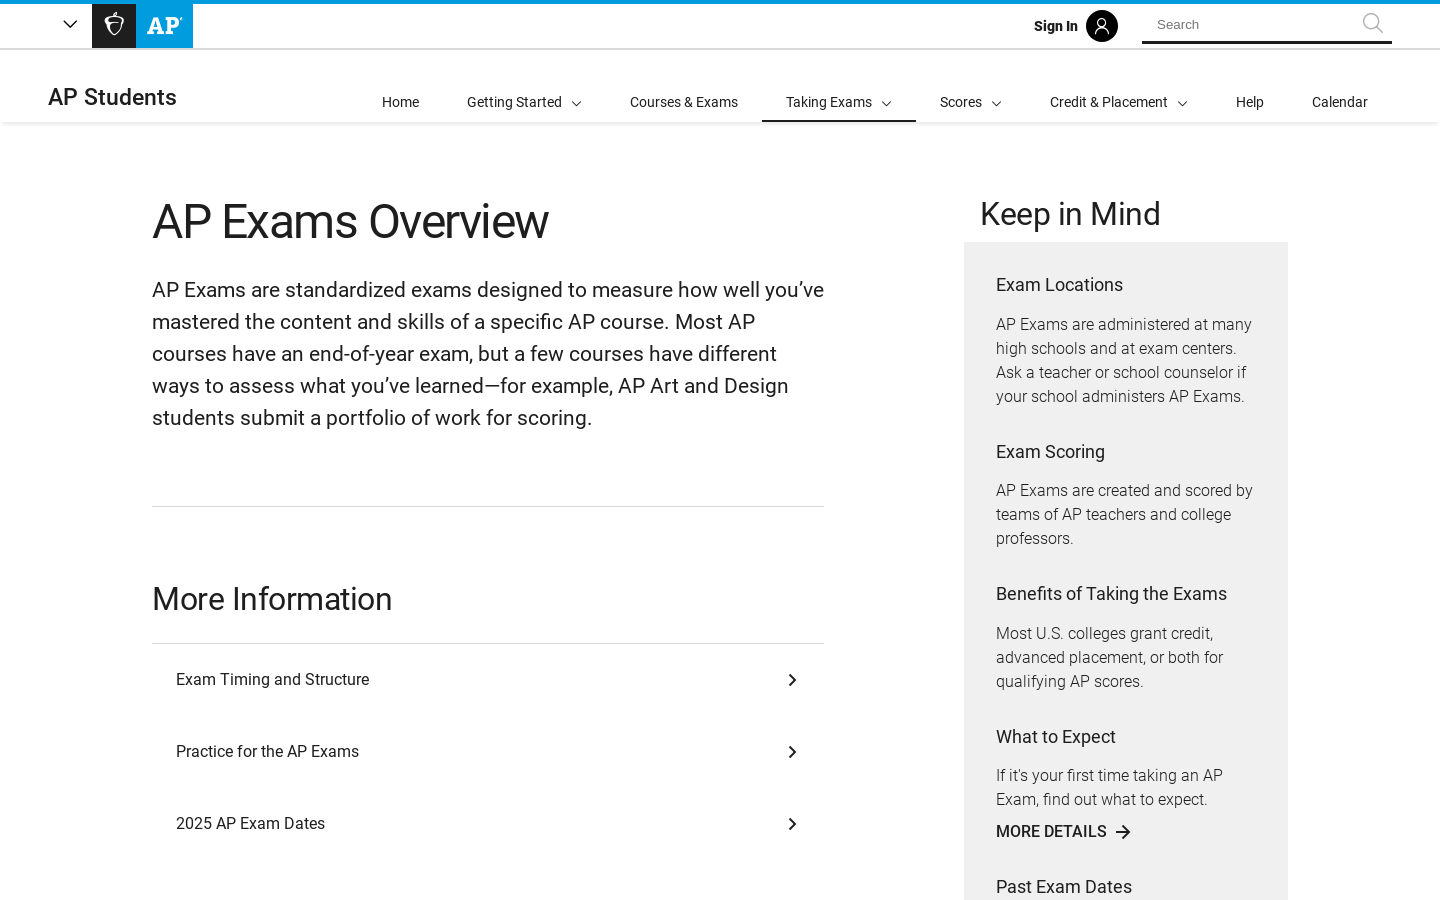 AP
Sign In
Search
AP Students
Home
Getting Started
Courses & Exams
Taking Exams
Scores
Credit & Placement
Help
Calendar
AP Exams Overview
AP Exams are standardized exams designed to measure how well you’ve
mastered the content and skills of a specific AP course. Most AP
courses have an end-of-year exam, but a few courses have different
ways to assess what you’ve learned—for example, AP Art and Design
students submit a portfolio of work for scoring.
More Information
Exam Timing and Structure
Practice for the AP Exams
2025 AP Exam Dates
Keep in Mind
Exam Locations
AP Exams are administered at many
high schools and at exam centers.
Ask a teacher or school counselor if
your school administers AP Exams.
Exam Scoring
AP Exams are created and scored by
teams of AP teachers and college
professors.
Benefits of Taking the Exams
Most U.S. colleges grant credit,
advanced placement, or both for
qualifying AP scores.
What to Expect
If it's your first time taking an AP
Exam, find out what to expect.
MORE DETAILS
Past Exam Dates